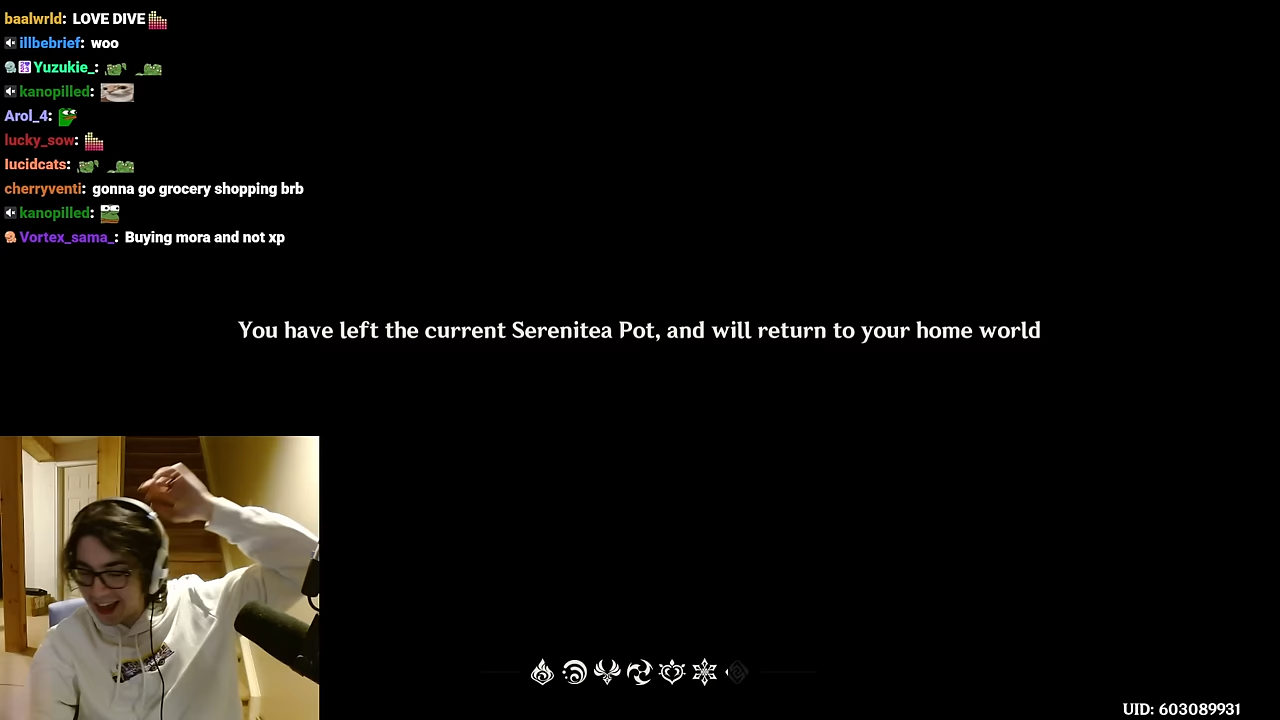 baalwrld: LOVE DIVE
illbebrief: woo
Yuzukie_:
kanopilled:
Arol_4:
lucky_sow:
lucidcats:
cherryventi: gonna go grocery shopping brb
kanopilled:
Vortex_sama_: Buying mora and not xp
You have left the current Serenitea Pot, and will return to your home world
UID: 603089931